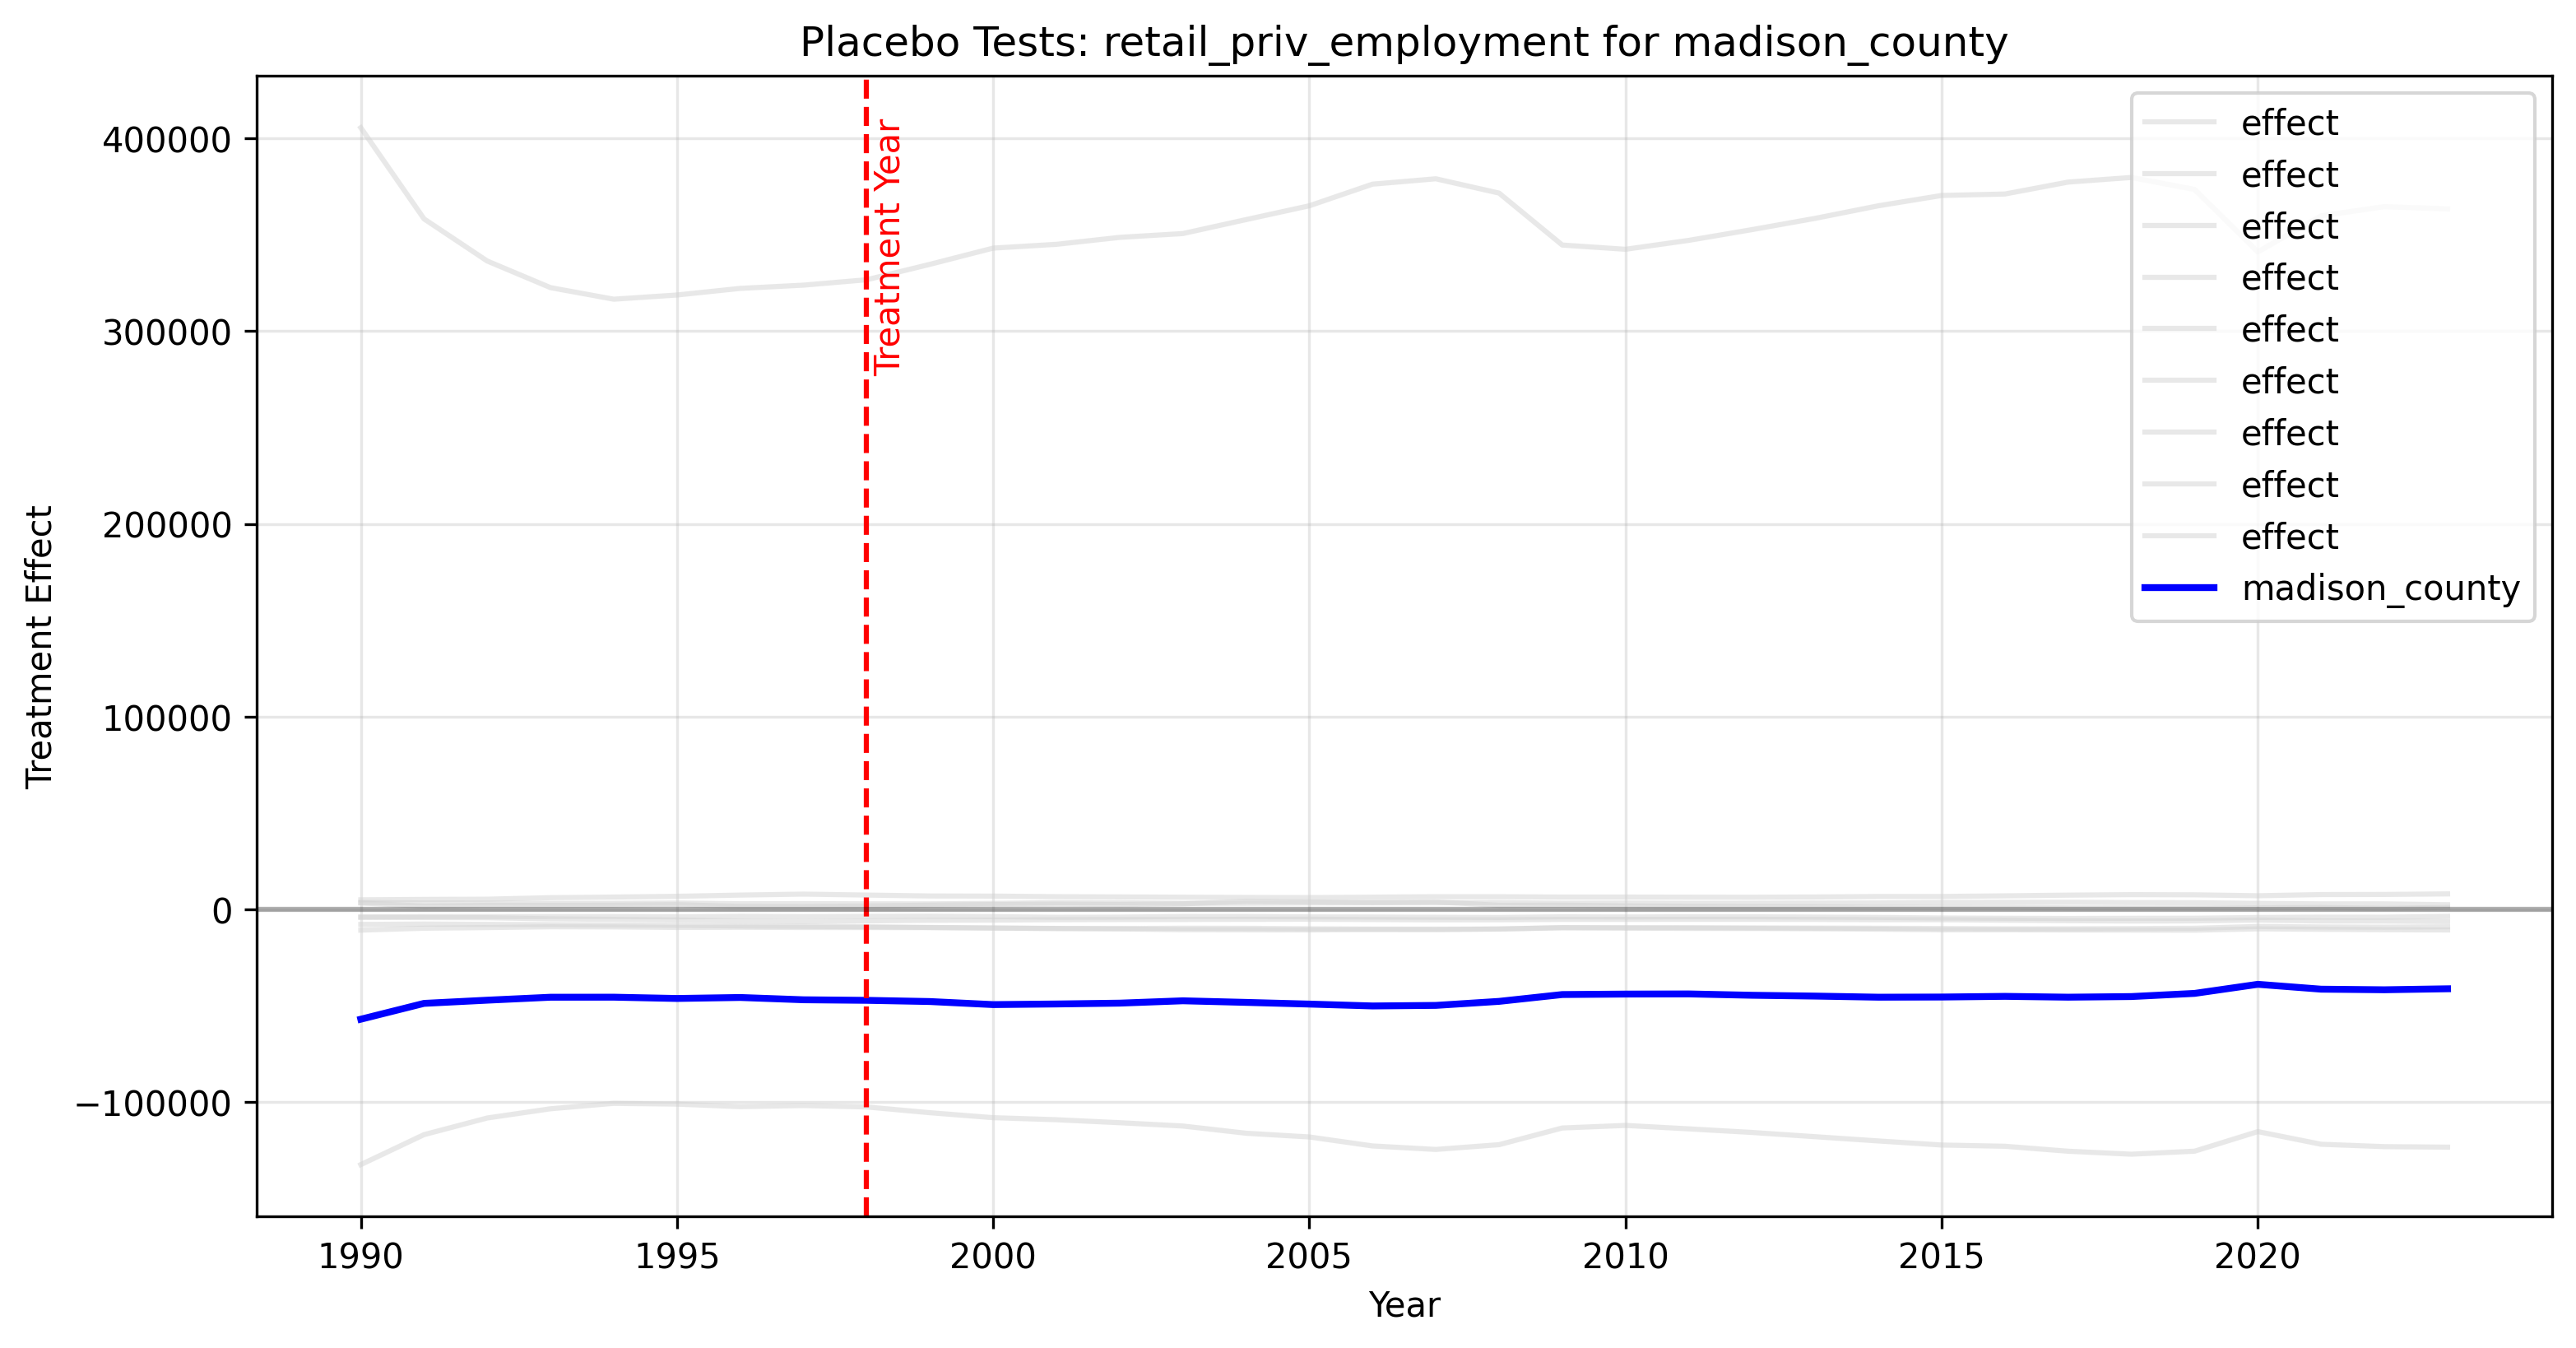 Placebo Tests: retail_priv_employment for madison_county
Treatment Effect
400000
300000
200000
100000
0
−100000
Treatment Year
effect
effect
effect
effect
effect
effect
effect
effect
effect
madison_county
1990
1995
2000
2005
2010
2015
2020
Year